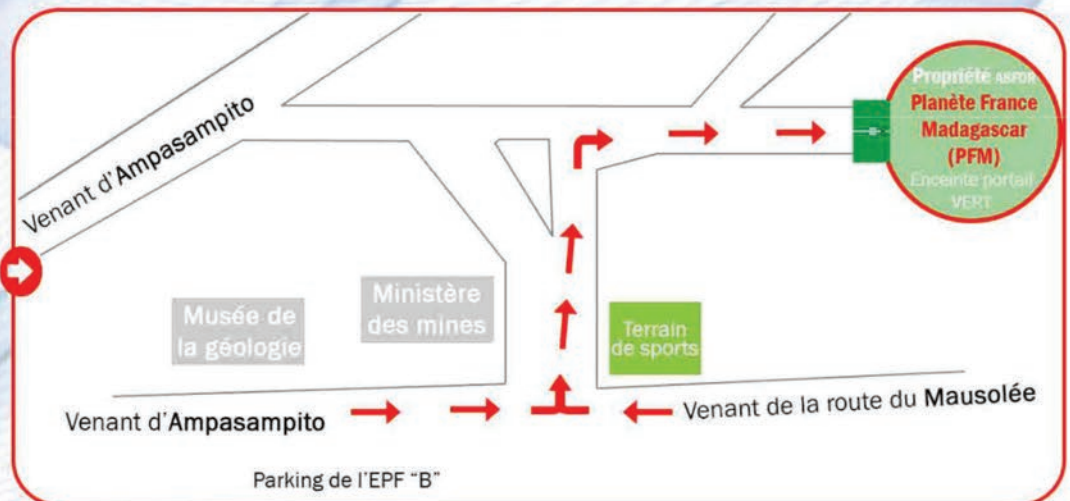 Propriété ASFOR
Planète France
Madagascar
(PFM)
Enceinte portail
VERT
Venant d'Ampasampito
Musée de
la géologie
Ministère
des mines
Terrain
de sports
Venant d'Ampasampito
Venant de la route du Mausolée
Parking de l'EPF "B"